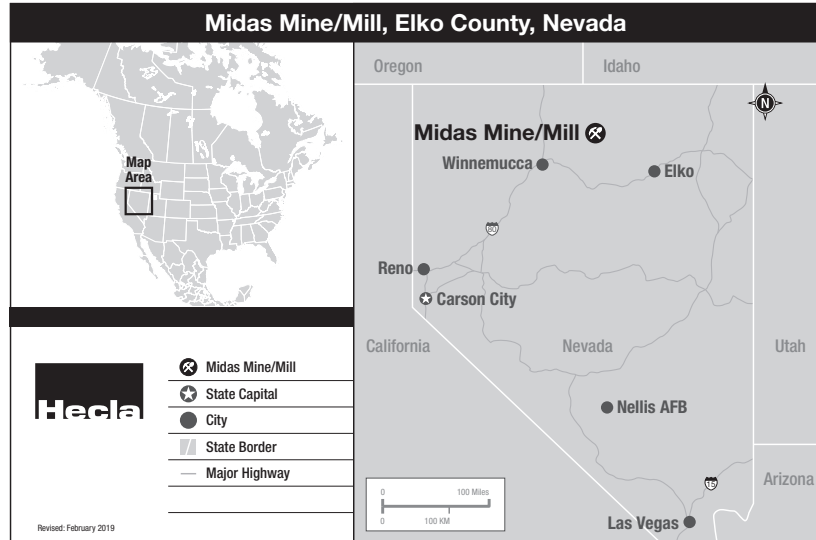 Midas Mine/Mill, Elko County, Nevada
Map
Area
Oregon
Idaho
N
Midas Mine/Mill
Winnemucca
Elko
80
Reno
Carson City
California
Nevada
Utah
Nellis AFB
15
Arizona
Las Vegas
0
100 Miles
0
100 KM
Hecla
Midas Mine/Mill
State Capital
City
State Border
Major Highway
Revised: February 2019